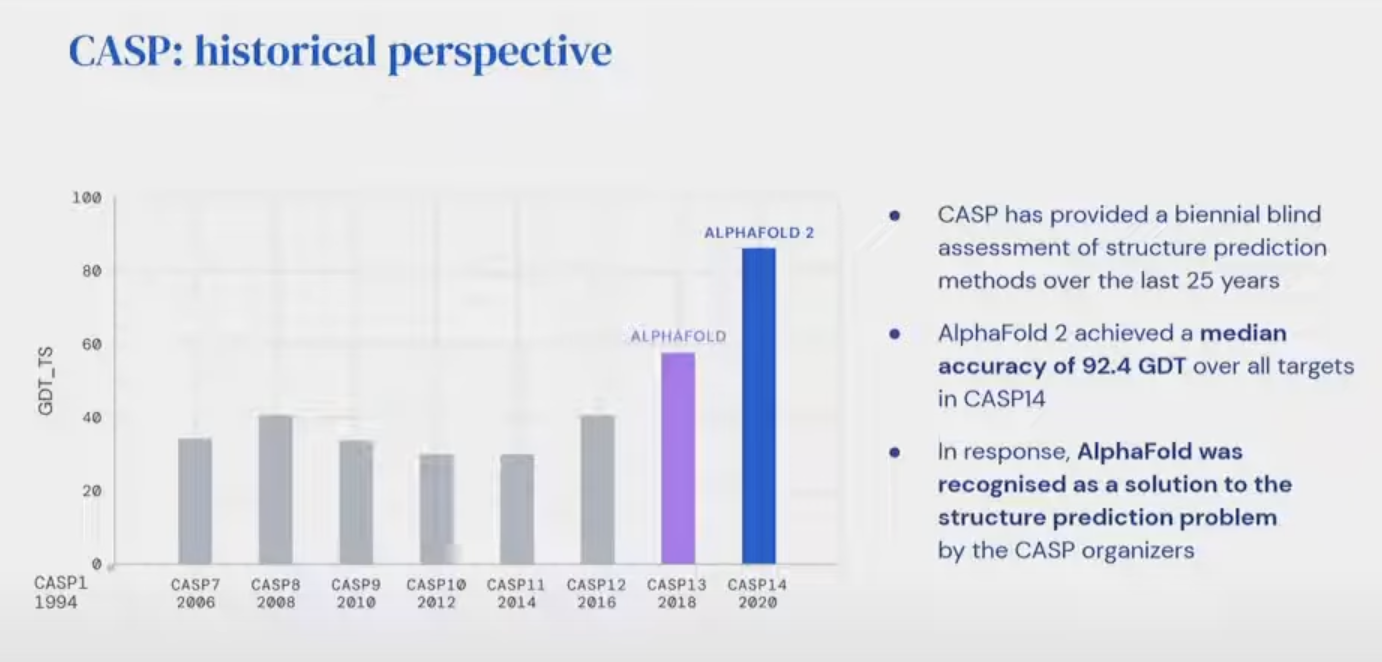 CASP: historical perspective
100
80
60
40
20
0
GDT_TS
ALPHAFOLD
ALPHAFOLD 2
CASP1
1994
CASP7
2006
CASP8
2008
CASP9
2010
CASP10
2012
CASP11
2014
CASP12
2016
CASP13
2018
CASP14
2020
● CASP has provided a biennial blind
assessment of structure prediction
methods over the last 25 years
● AlphaFold 2 achieved a median
accuracy of 92.4 GDT over all targets
in CASP14
● In response, AlphaFold was
recognised as a solution to the
structure prediction problem
by the CASP organizers